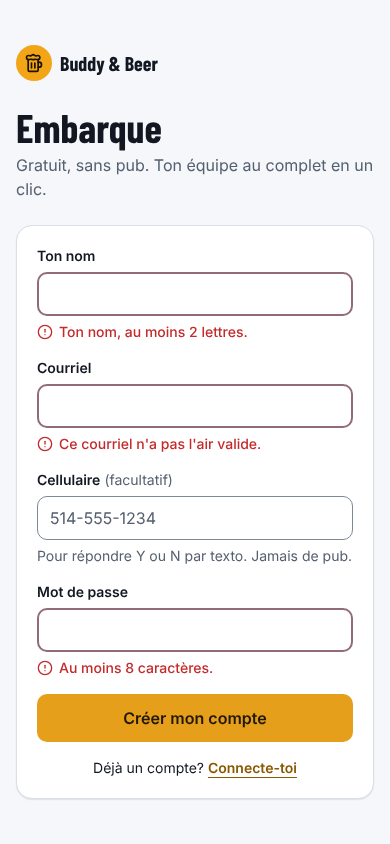 Buddy & Beer
Embarque
Gratuit, sans pub. Ton équipe au complet en un
clic.
Ton nom
Ton nom, au moins 2 lettres.
Courriel
Ce courriel n'a pas l'air valide.
Cellulaire (facultatif)
514-555-1234
Pour répondre Y ou N par texto. Jamais de pub.
Mot de passe
Au moins 8 caractères.
Créer mon compte
Déjà un compte? Connecte-toi